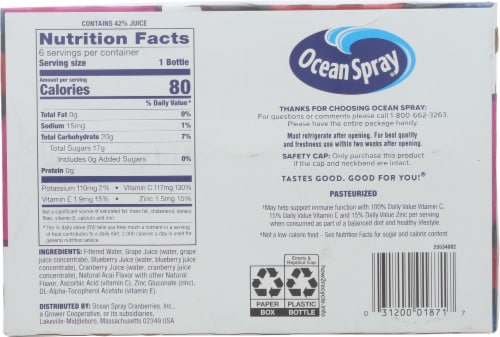 CONTAINS 42% JUICE
Nutrition Facts
6 servings per container
Serving size 1 Bottle
Amount per serving
Calories 80
% Daily Value*
Total Fat 0g 0%
Sodium 15mg 1%
Total Carbohydrate 20g 7%
Total Sugars 17g
Includes 0g Added Sugars 0%
Protein 0g
Potassium 110mg 2% • Vitamin C 117mg 130%
Vitamin E 1.9mg 15% • Zinc 1.5mg 15%
Not a significant source of saturated fat, trans fat, cholesterol, dietary
fiber, vitamin D, calcium and iron.
* The % daily value (DV) tells you how much a nutrient in a serving
of food contributes to a daily diet. 2,000 calories a day is used for
general nutrition advice.
INGREDIENTS: Filtered Water, Grape Juice (water, grape
juice concentrate), Blueberry Juice (water, blueberry juice
concentrate), Cranberry Juice (water, cranberry juice
concentrate), Natural Acai Flavor with other Natural
Flavor, Ascorbic Acid (vitamin C), Zinc Gluconate (zinc),
DL-Alpha-Tocopherol Acetate (vitamin E).
DISTRIBUTED BY: Ocean Spray Cranberries, Inc.,
a Grower Cooperative, or its subsidiaries,
Lakeville-Middleboro, Massachusetts 02349 USA
Ocean Spray®
THANKS FOR CHOOSING OCEAN SPRAY:
For questions or comments please call 1-800-662-3263.
Please have the entire package handy.
Must refrigerate after opening. For best quality
and freshness use within two weeks after opening.
SAFETY CAP: Only purchase this product
if the cap and neckband are intact.
TASTES GOOD. GOOD FOR YOU!®
PASTEURIZED
¹May help support immune function with 100% Daily Value Vitamin C,
15% Daily Value Vitamin E and 15% Daily Value Zinc per serving
when consumed as part of a balanced diet and healthy lifestyle
*Not a low-calorie food – See Nutrition Facts for sugar and calorie content
Empty &
Replace Cap
PAPER
BOX
PLASTIC
BOTTLE
how2recycle.info
0 31200 01871 7